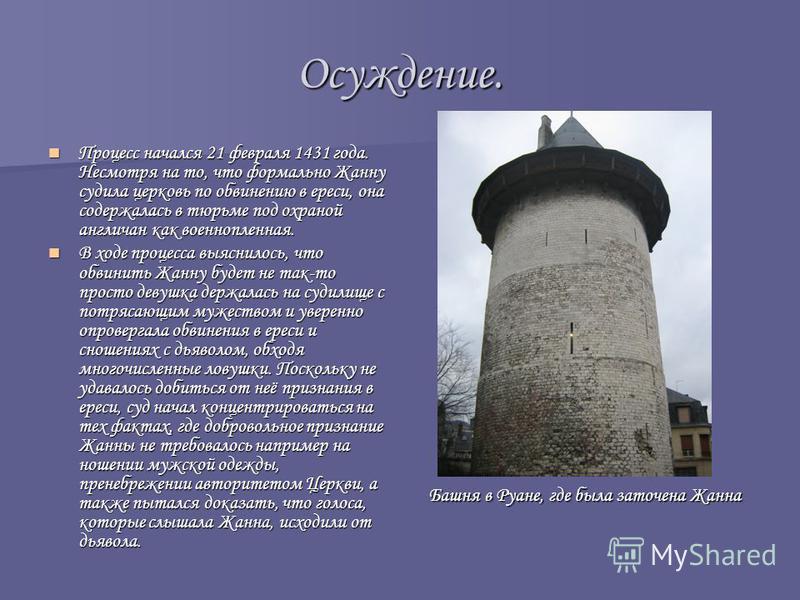 Осуждение.
Процесс начался 21 февраля 1431 года.
Несмотря на то, что формально Жанну
судила церковь по обвинению в ереси, она
содержалась в тюрьме под охраной
англичан как военнопленная.
В ходе процесса выяснилось, что
обвинить Жанну будет не так-то
просто девушка держалась на судилище с
потрясающим мужеством и уверенно
опровергала обвинения в ереси и
сношениях с дьяволом, обходя
многочисленные ловушки. Поскольку не
удавалось добиться от неё признания в
ереси, суд начал концентрироваться на
тех фактах, где добровольное признание
Жанны не требовалось например на
ношении мужской одежды,
пренебрежении авторитетом Церкви, а
также пытался доказать, что голоса,
которые слышала Жанна, исходили от
дьявола.
Башня в Руане, где была заточена Жанна
MyShared